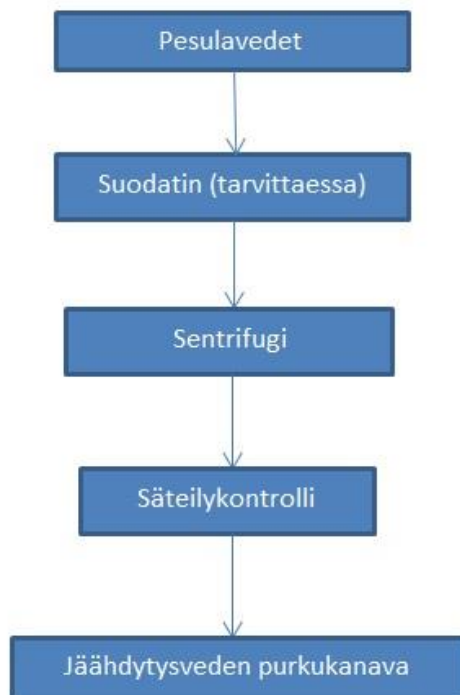 Pesulavedet
Suodatin (tarvittaessa)
Sentrifugi
Säteilykontrolli
Jäähdytysveden purkukanava